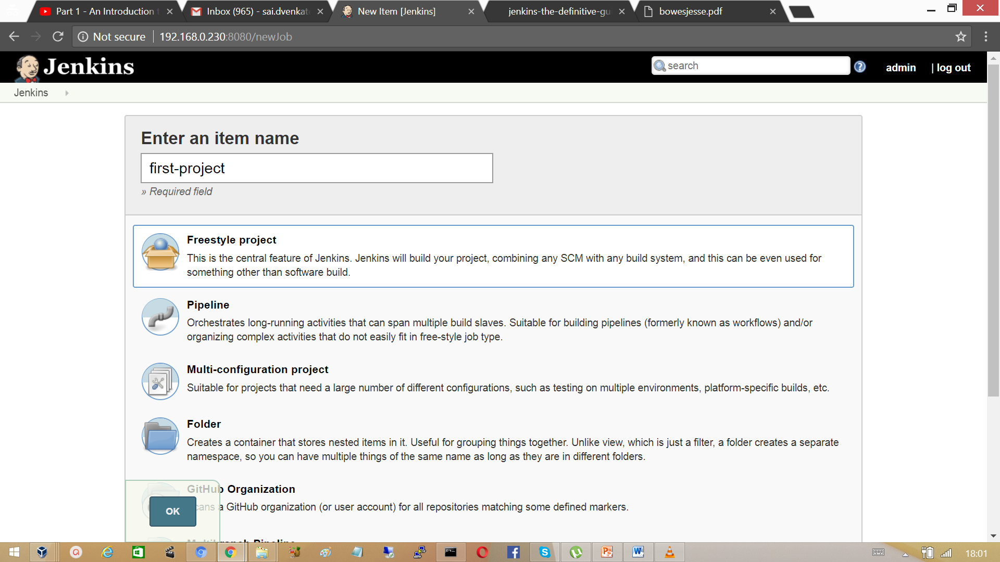 Part 1 - An Introduction
Inbox (965) - sai.dvenkat
New Item [Jenkins]
jenkins-the-definitive-gu
bowesjesse.pdf
Not secure
192.168.0.230:8080/newJob
Jenkins
search
admin
| log out
Jenkins
Enter an item name
first-project
» Required field
Freestyle project
This is the central feature of Jenkins. Jenkins will build your project, combining any SCM with any build system, and this can be even used for
something other than software build.
Pipeline
Orchestrates long-running activities that can span multiple build slaves. Suitable for building pipelines (formerly known as workflows) and/or
organizing complex activities that do not easily fit in free-style job type.
Multi-configuration project
Suitable for projects that need a large number of different configurations, such as testing on multiple environments, platform-specific builds, etc.
Folder
Creates a container that stores nested items in it. Useful for grouping things together. Unlike view, which is just a filter, a folder creates a separate
namespace, so you can have multiple things of the same name as long as they are in different folders.
GitHub Organization
Scans a GitHub organization (or user account) for all repositories matching some defined markers.
OK
Multibranch Pipeline
18:01